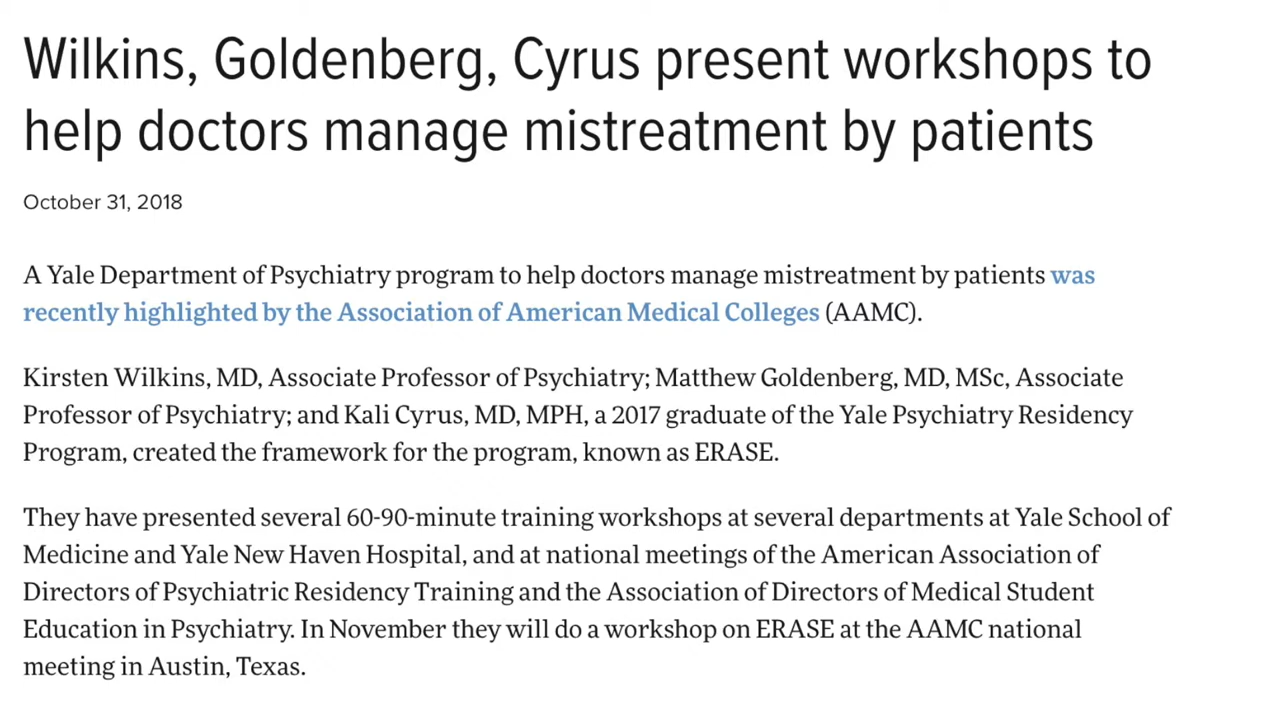 Wilkins, Goldenberg, Cyrus present workshops to
help doctors manage mistreatment by patients
October 31, 2018
A Yale Department of Psychiatry program to help doctors manage mistreatment by patients was
recently highlighted by the Association of American Medical Colleges (AAMC).
Kirsten Wilkins, MD, Associate Professor of Psychiatry; Matthew Goldenberg, MD, MSc, Associate
Professor of Psychiatry; and Kali Cyrus, MD, MPH, a 2017 graduate of the Yale Psychiatry Residency
Program, created the framework for the program, known as ERASE.
They have presented several 60-90-minute training workshops at several departments at Yale School of
Medicine and Yale New Haven Hospital, and at national meetings of the American Association of
Directors of Psychiatric Residency Training and the Association of Directors of Medical Student
Education in Psychiatry. In November they will do a workshop on ERASE at the AAMC national
meeting in Austin, Texas.